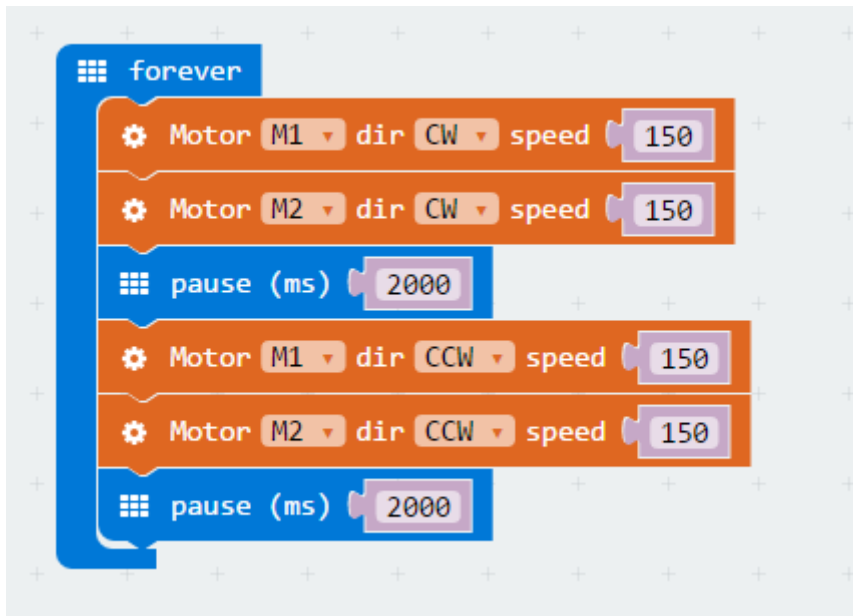 forever
Motor M1 dir CW speed 150
Motor M2 dir CW speed 150
pause (ms) 2000
Motor M1 dir CCW speed 150
Motor M2 dir CCW speed 150
pause (ms) 2000